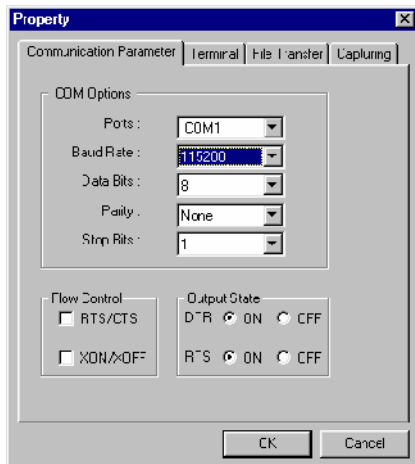 Property
Communication Parameter Terminal File Transfer Capturing
COM Options
Ports : COM1
Baud Rate : 115200
Data Bits : 8
Parity : None
Stop Bits : 1
Flow Control Output State
RTS/CTS DTR ON OFF
XON/XOFF RTS ON OFF
OK Cancel